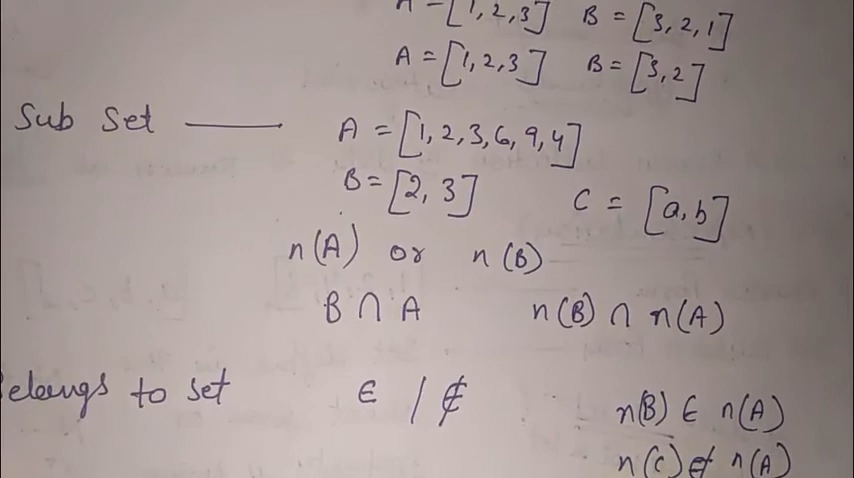 A = [1, 2, 3] B = [3, 2, 1]
A = [1, 2, 3] B = [3, 2]
Sub Set — A = [1, 2, 3, 6, 9, 4]
B = [2, 3] C = [a, b]
n(A) or n(B)
B ∩ A n(B) ∩ n(A)
elongs to set ∈ / ∉ n(B) ∈ n(A)
n(C) ∉ n(A)